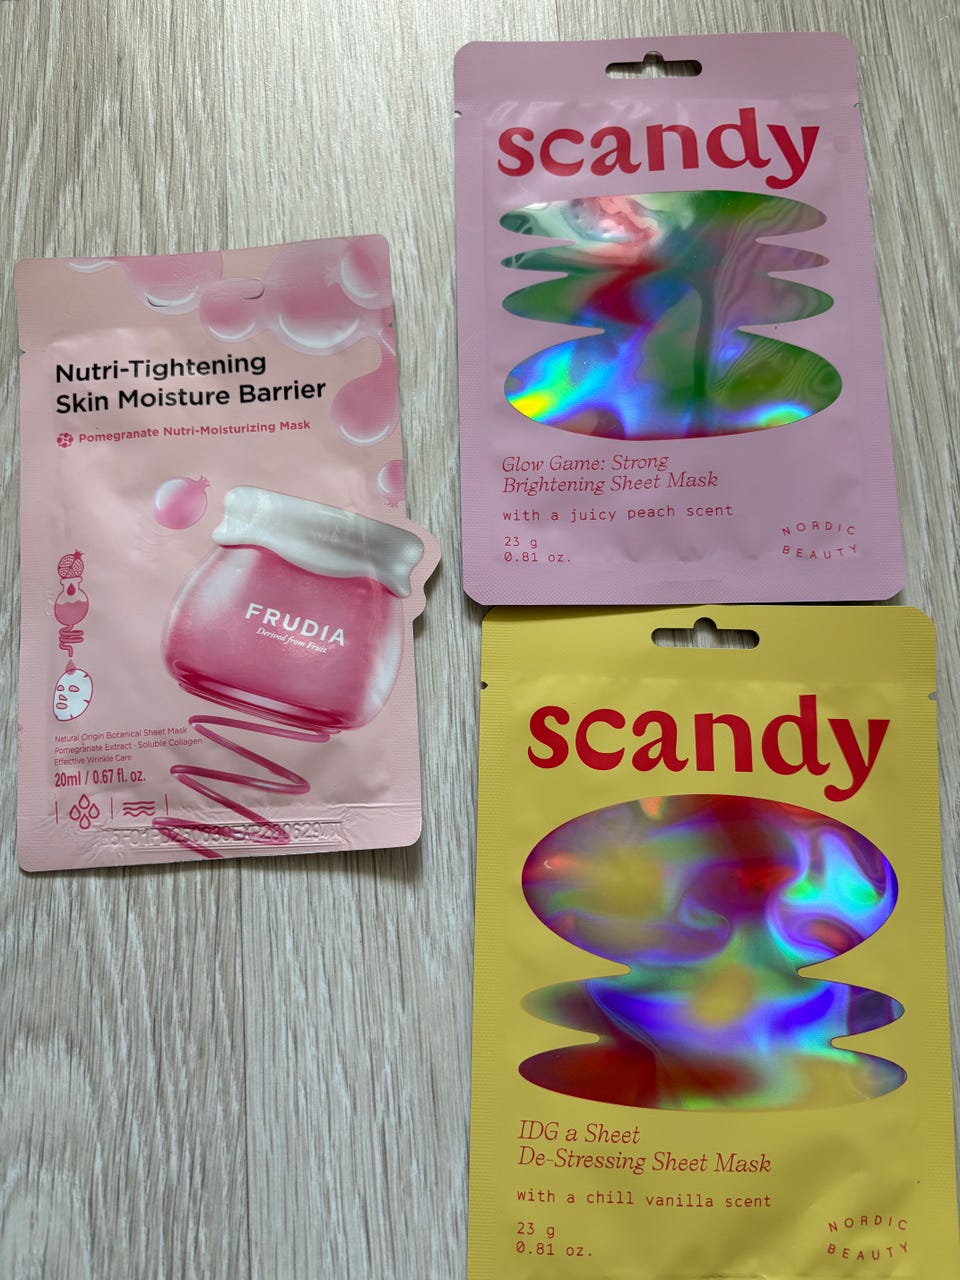 Nutri-Tightening
Skin Moisture Barrier
Pomegranate Nutri-Moisturizing Mask
FRUDIA
Derived from Fruit
Natural Origin Botanical Sheet Mask
Pomegranate Extract · Soluble Collagen
Effective Wrinkle Care
20ml / 0.67 fl. oz.
scandy
Glow Game: Strong
Brightening Sheet Mask
with a juicy peach scent
23 g
0.81 oz.
NORDIC
BEAUTY
scandy
IDG a Sheet
De-Stressing Sheet Mask
with a chill vanilla scent
23 g
0.81 oz.
NORDIC
BEAUTY